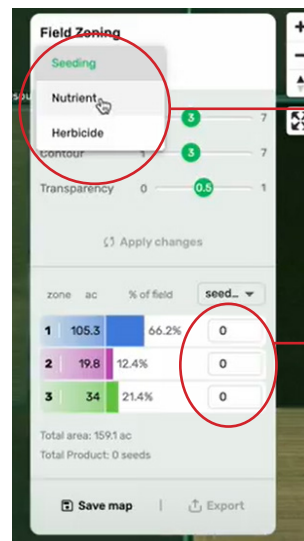 Field Zoning
Seeding
sou
Nutrient
3 7
Herbicide
Contour 1 3 7
Transparency 0 0.5 1
Apply changes
zone ac % of field seed...
1 105.3 66.2% 0
2 19.8 12.4% 0
3 34 21.4% 0
Total area: 159.1 ac
Total Product: 0 seeds
Save map | Export